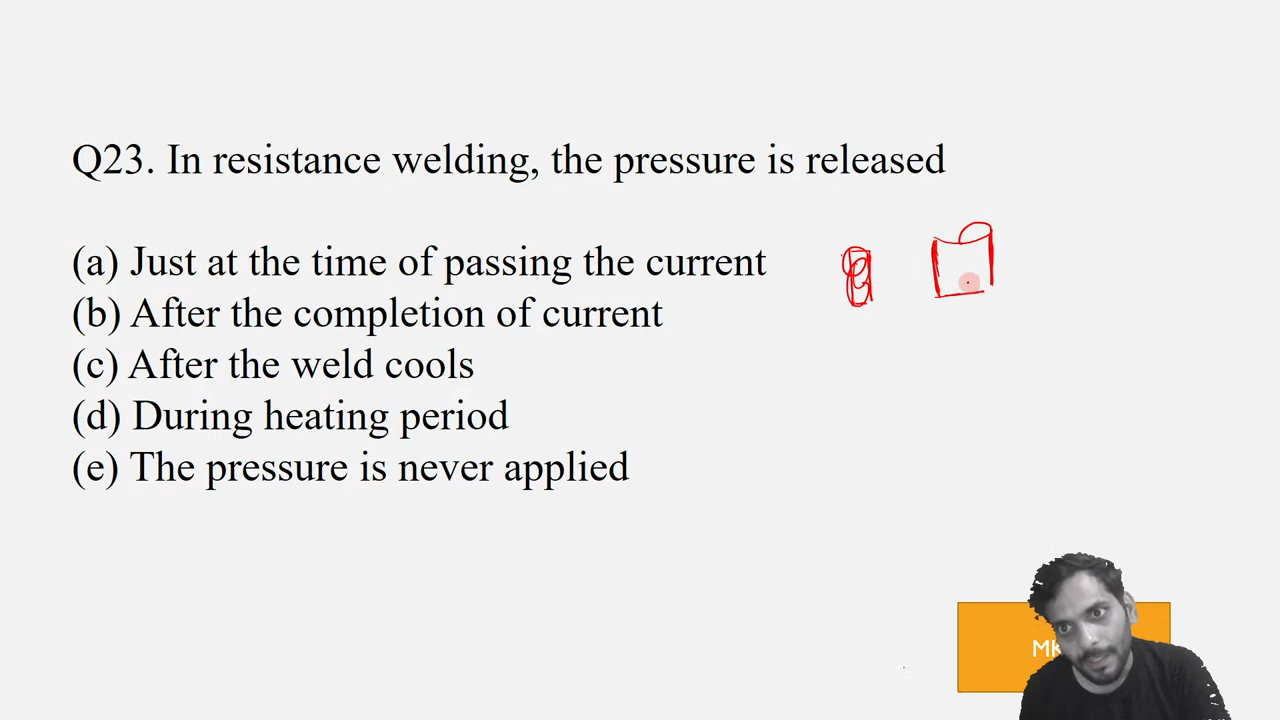 Q23. In resistance welding, the pressure is released
(a) Just at the time of passing the current
(b) After the completion of current
(c) After the weld cools
(d) During heating period
(e) The pressure is never applied